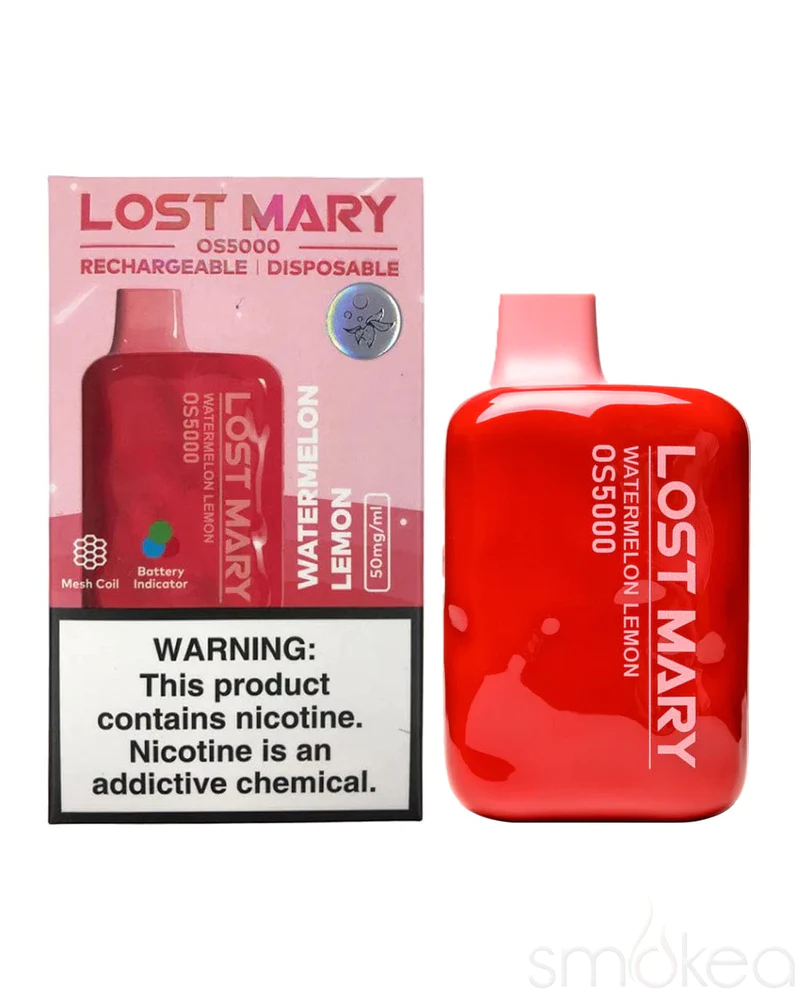 LOST MARY
OS5000
RECHARGEABLE | DISPOSABLE
LOST MARY
WATERMELON LEMON
OS5000
WATERMELON
LEMON
50mg/ml
Mesh Coil
Battery
Indicator
WARNING:
This product
contains nicotine.
Nicotine is an
addictive chemical.
LOST MARY
WATERMELON LEMON
OS5000
smokea